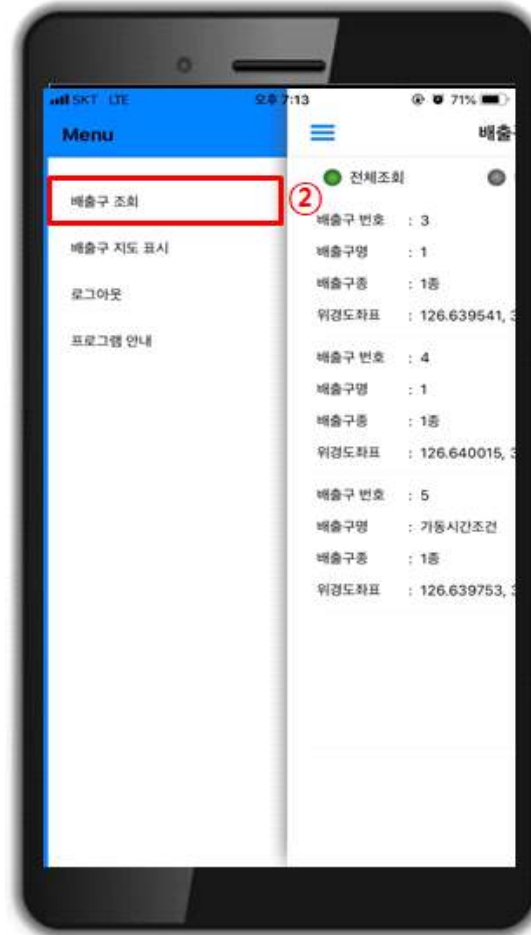 SKT LTE
오후 7:13
71%
Menu
배출구 조회
배출구 지도 표시
로그아웃
프로그램 안내
②
배출
전체조회
배출구 번호 : 3
배출구명 : 1
배출구종 : 1종
위경도좌표 : 126.639541, 3
배출구 번호 : 4
배출구명 : 1
배출구종 : 1종
위경도좌표 : 126.640015, 3
배출구 번호 : 5
배출구명 : 가동시간조건
배출구종 : 1종
위경도좌표 : 126.639753, 3